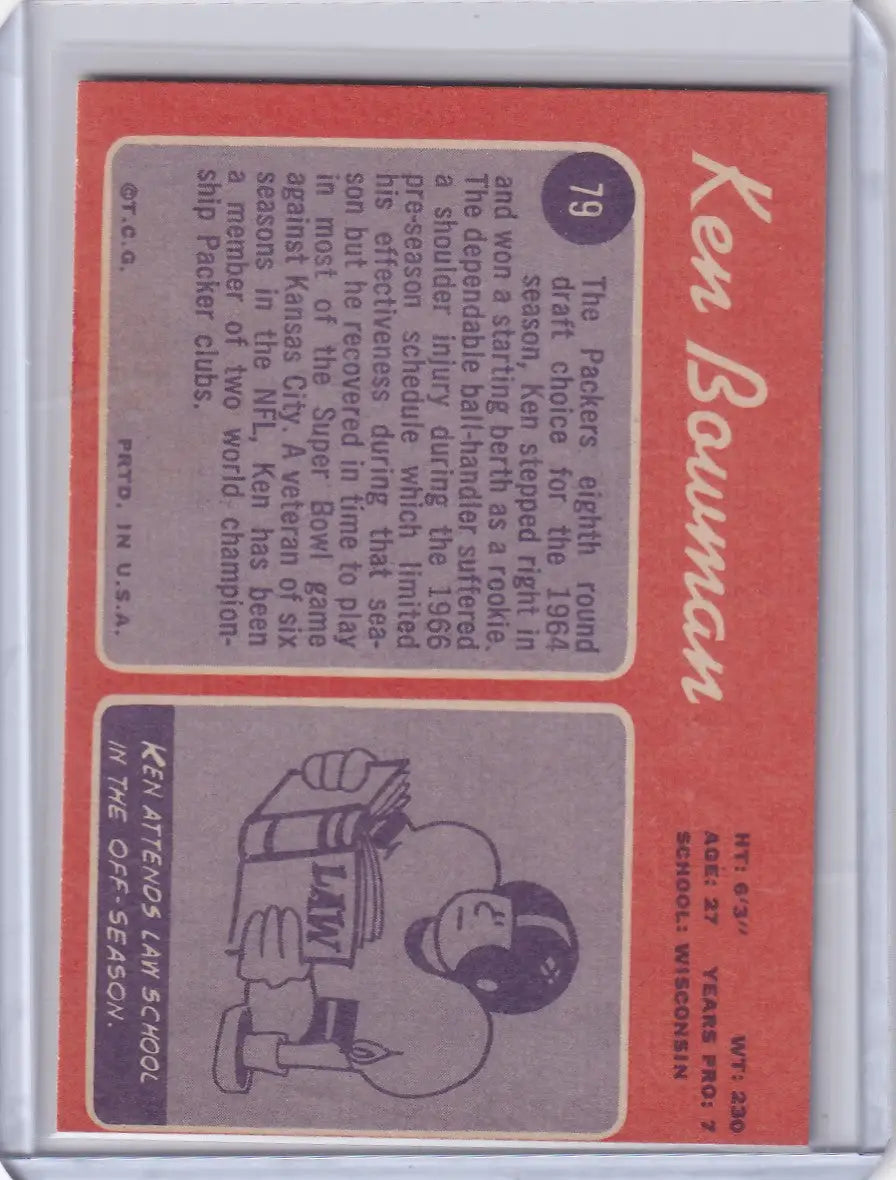 Ken Bowman
HT: 6'3" WT: 230
AGE: 27 YEARS PRO: 7
SCHOOL: WISCONSIN
79
The Packers eighth round
draft choice for the 1964
season, Ken stepped right in
and won a starting berth as a rookie.
The dependable ball-handler suffered
a shoulder injury during the 1966
pre-season schedule which limited
his effectiveness during that sea-
son but he recovered in time to play
in most of the Super Bowl game
against Kansas City. A veteran of six
seasons in the NFL, Ken has been
a member of two world champion-
ship Packer clubs.
©T.C.G. PRTD. IN U.S.A.
LAW
KEN ATTENDS LAW SCHOOL
IN THE OFF-SEASON.